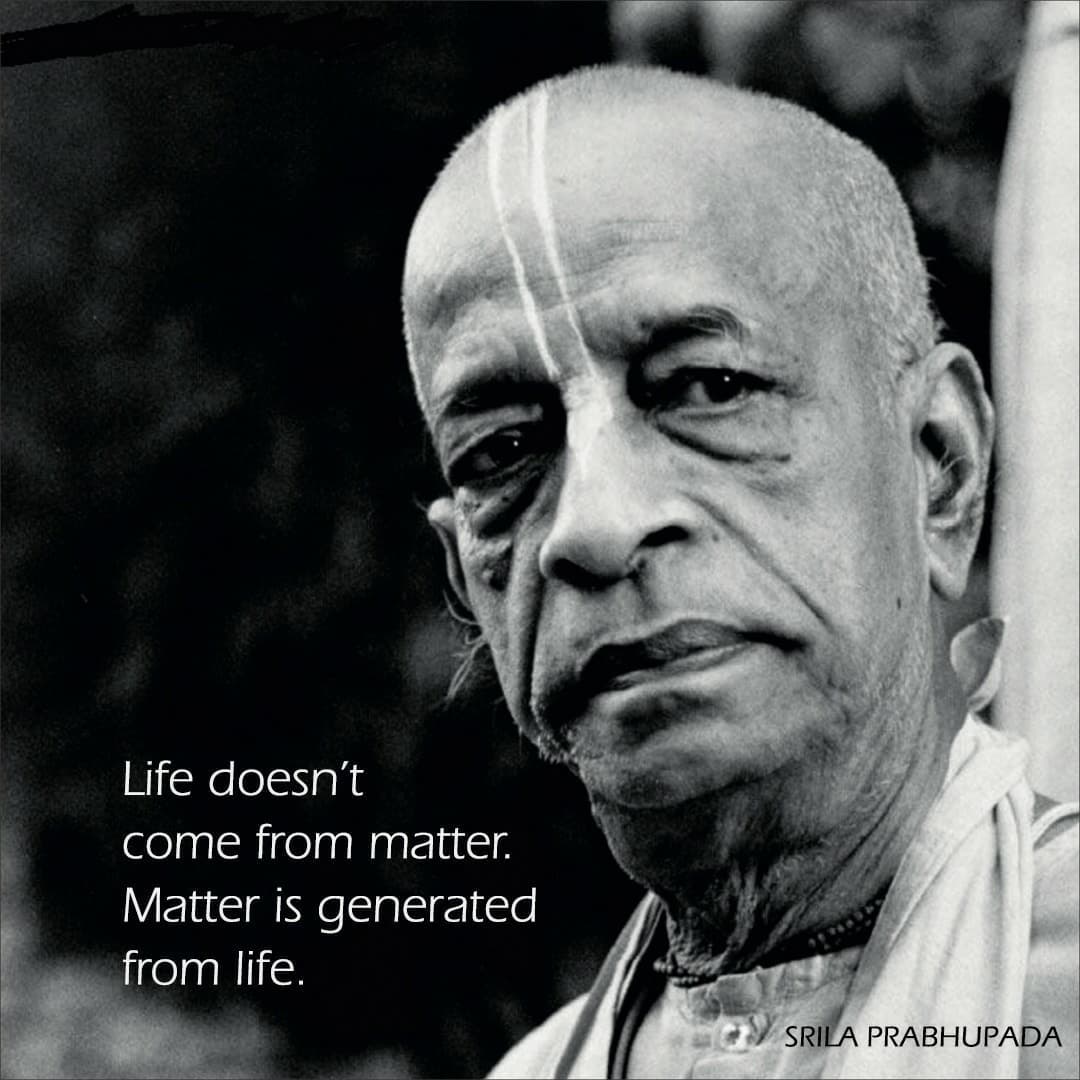 Life doesn't
come from matter.
Matter is generated
from life.
SRILA PRABHUPADA